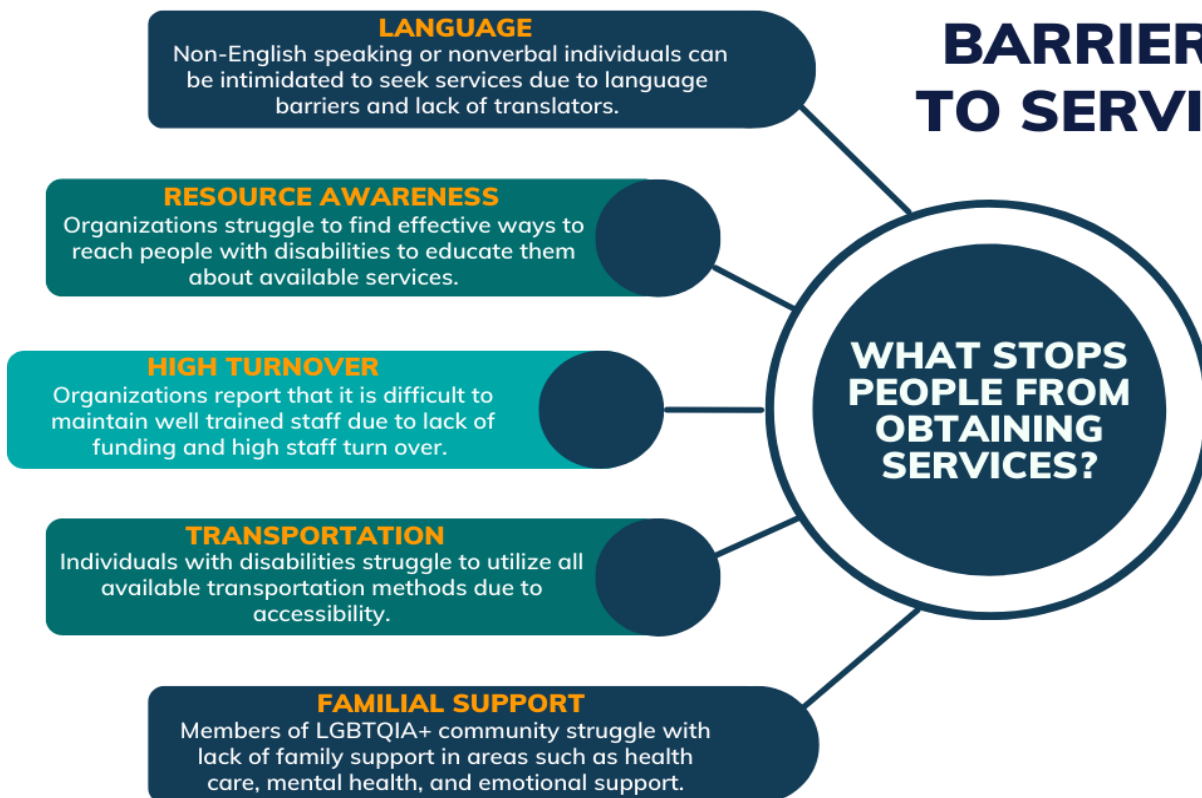 BARRIER
TO SERVI
LANGUAGE
Non-English speaking or nonverbal individuals can
be intimidated to seek services due to language
barriers and lack of translators.
RESOURCE AWARENESS
Organizations struggle to find effective ways to
reach people with disabilities to educate them
about available services.
HIGH TURNOVER
Organizations report that it is difficult to
maintain well trained staff due to lack of
funding and high staff turn over.
TRANSPORTATION
Individuals with disabilities struggle to utilize all
available transportation methods due to
accessibility.
FAMILIAL SUPPORT
Members of LGBTQIA+ community struggle with
lack of family support in areas such as health
care, mental health, and emotional support.
WHAT STOPS
PEOPLE FROM
OBTAINING
SERVICES?